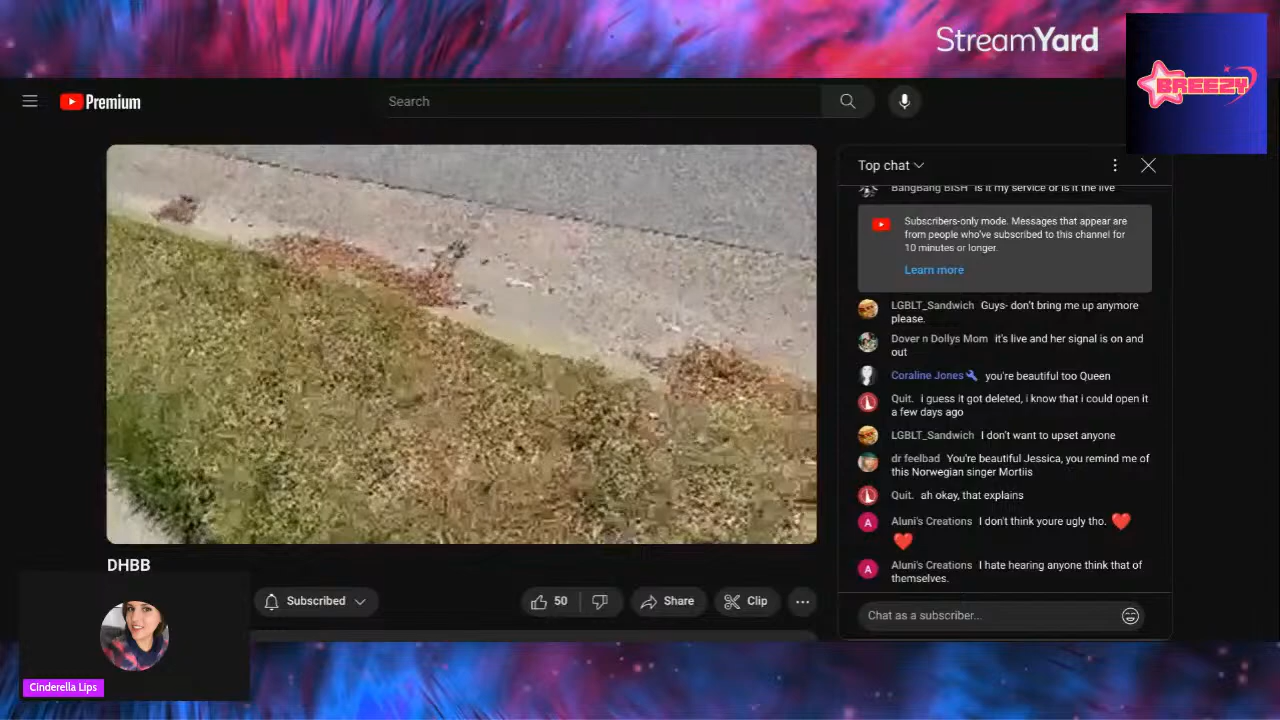 StreamYard
BREEZY
Premium
Search
Top chat
BangBang BISH is it my service or is it the live
Subscribers-only mode. Messages that appear are
from people who've subscribed to this channel for
10 minutes or longer.
Learn more
LGBLT_Sandwich Guys- don't bring me up anymore
please.
Dover n Dollys Mom it's live and her signal is on and
out
Coraline Jones you're beautiful too Queen
Quit. i guess it got deleted, i know that i could open it
a few days ago
LGBLT_Sandwich I don't want to upset anyone
dr feelbad You're beautiful Jessica, you remind me of
this Norwegian singer Mortiis
Quit. ah okay, that explains
A Aluni's Creations I don't think youre ugly tho.
A Aluni's Creations I hate hearing anyone think that of
themselves.
Chat as a subscriber...
DHBB
Subscribed
50
Share
Clip
Cinderella Lips